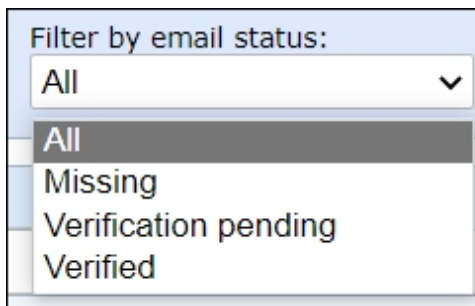 Filter by email status:
All
All
Missing
Verification pending
Verified